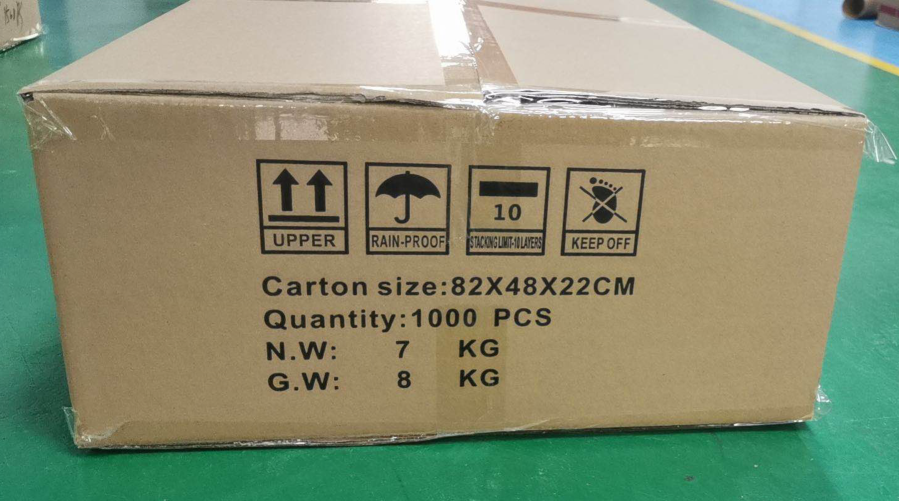 10
UPPER RAIN-PROOF STACKING LIMIT-10 LAYERS KEEP OFF
Carton size:82X48X22CM
Quantity:1000 PCS
N.W: 7 KG
G.W: 8 KG